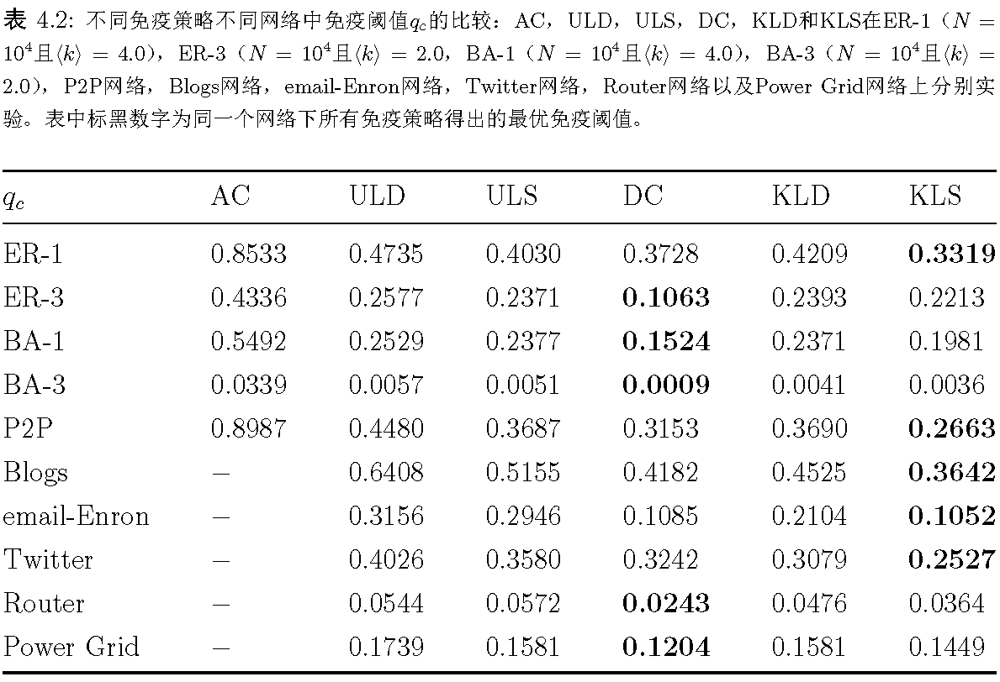 表 4.2: 不同免疫策略不同网络中免疫阈值qc的比较：AC，ULD，ULS，DC，KLD和KLS在ER-1（N =
10⁴且⟨k⟩ = 4.0），ER-3（N = 10⁴且⟨k⟩ = 2.0，BA-1（N = 10⁴且⟨k⟩ = 4.0），BA-3（N = 10⁴且⟨k⟩ =
2.0），P2P网络，Blogs网络，email-Enron网络，Twitter网络，Router网络以及Power Grid网络上分别实
验。表中标黑数字为同一个网络下所有免疫策略得出的最优免疫阈值。
qc AC ULD ULS DC KLD KLS
ER-1 0.8533 0.4735 0.4030 0.3728 0.4209 0.3319
ER-3 0.4336 0.2577 0.2371 0.1063 0.2393 0.2213
BA-1 0.5492 0.2529 0.2377 0.1524 0.2371 0.1981
BA-3 0.0339 0.0057 0.0051 0.0009 0.0041 0.0036
P2P 0.8987 0.4480 0.3687 0.3153 0.3690 0.2663
Blogs – 0.6408 0.5155 0.4182 0.4525 0.3642
email-Enron – 0.3156 0.2946 0.1085 0.2104 0.1052
Twitter – 0.4026 0.3580 0.3242 0.3079 0.2527
Router – 0.0544 0.0572 0.0243 0.0476 0.0364
Power Grid – 0.1739 0.1581 0.1204 0.1581 0.1449